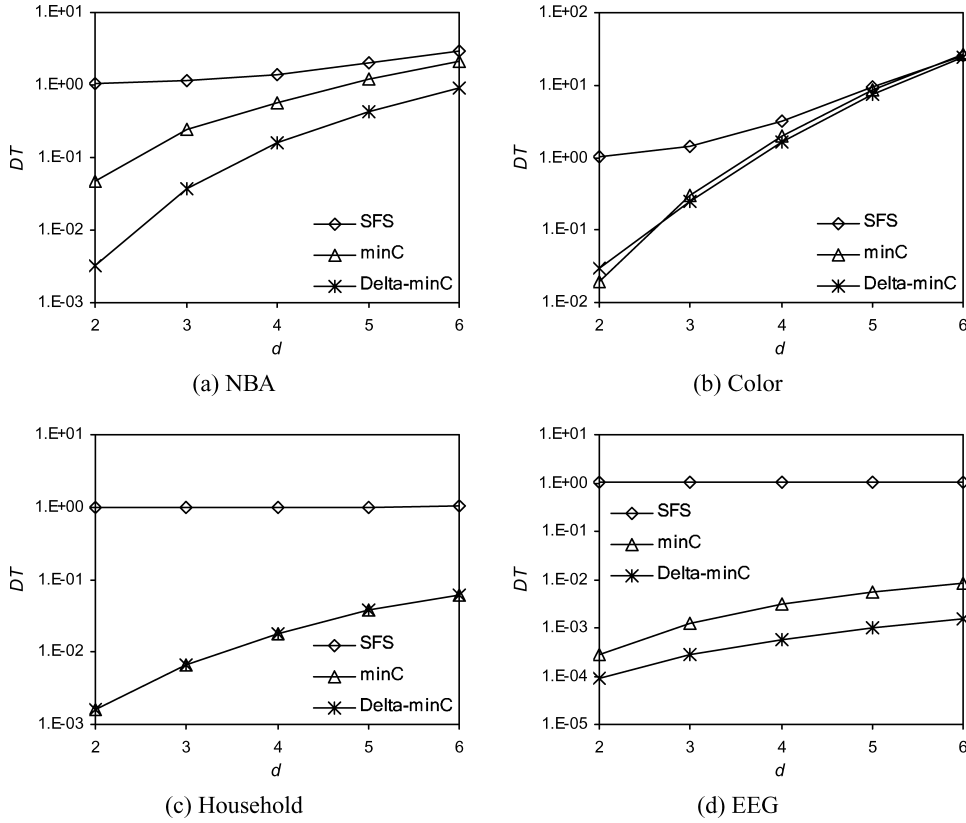 1.E+01
1.E+00
1.E-01
1.E-02
1.E-03
DT
SFS
minC
Delta-minC
2 3 4 5 6
d
(a) NBA
1.E+02
1.E+01
1.E+00
1.E-01
1.E-02
DT
SFS
minC
Delta-minC
2 3 4 5 6
d
(b) Color
1.E+01
1.E+00
1.E-01
1.E-02
1.E-03
DT
SFS
minC
Delta-minC
2 3 4 5 6
d
(c) Household
1.E+01
1.E+00
1.E-01
1.E-02
1.E-03
1.E-04
1.E-05
DT
SFS
minC
Delta-minC
2 3 4 5 6
d
(d) EEG